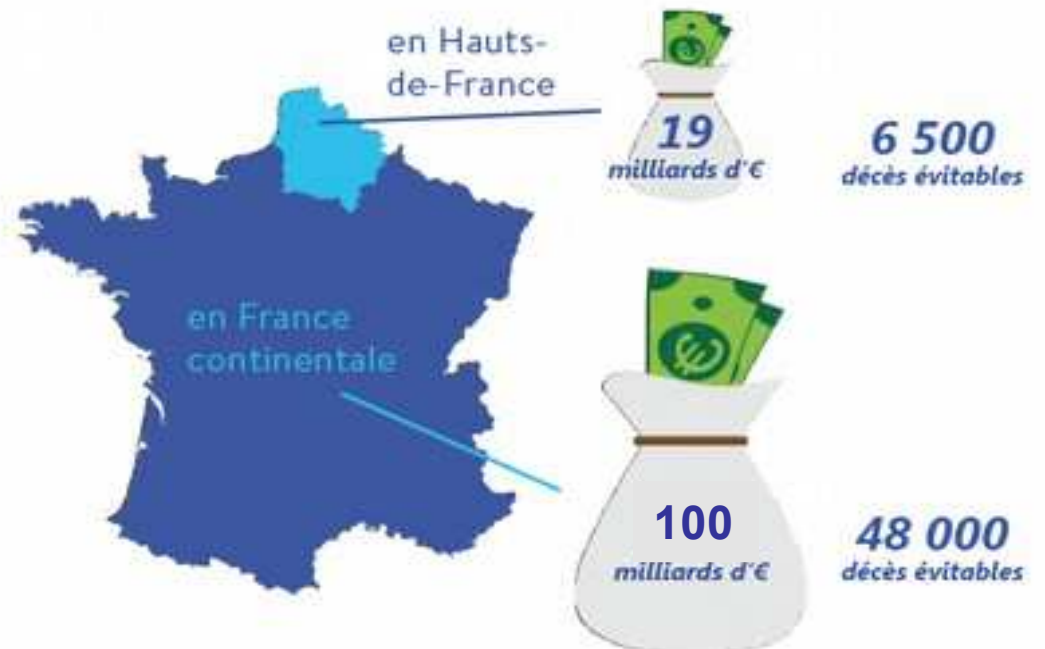 en Hauts-
de-France
19
milliards d'€
6 500
décès évitables
en France
continentale
100
milliards d'€
48 000
décès évitables